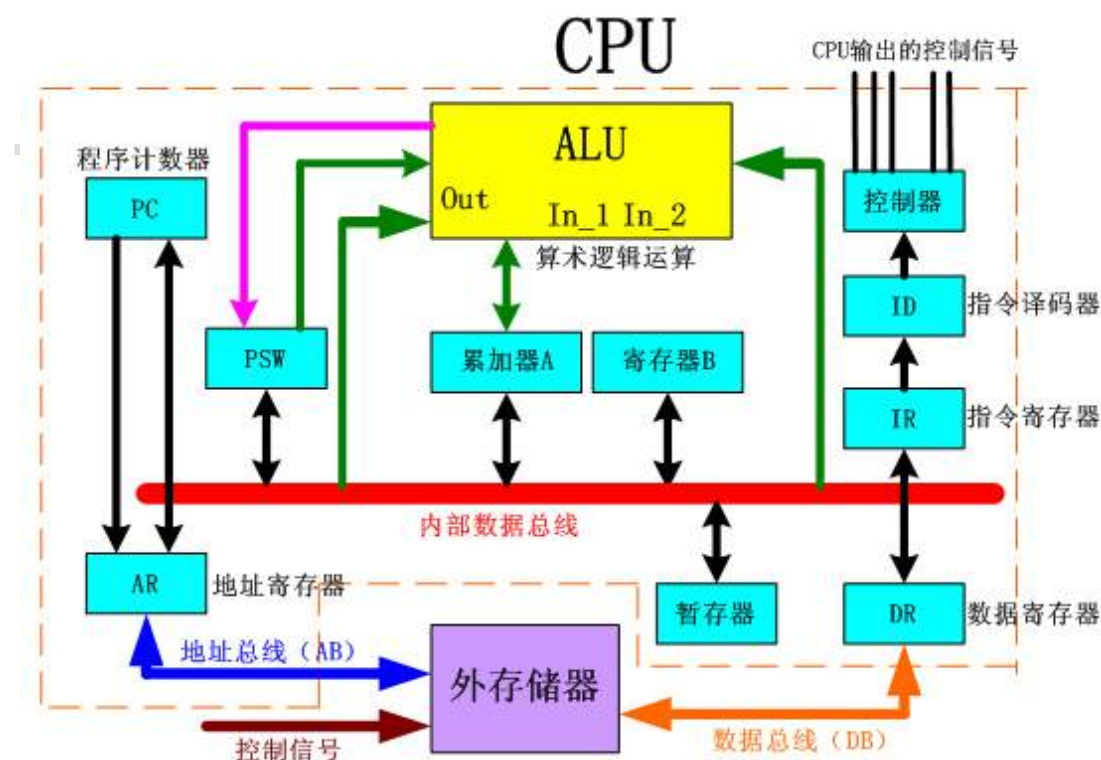 CPU
CPU输出的控制信号
程序计数器
PC
ALU
Out
In_1 In_2
算术逻辑运算
控制器
ID
指令译码器
PSW
累加器A
寄存器B
IR
指令寄存器
内部数据总线
AR
地址寄存器
暂存器
DR
数据寄存器
地址总线（AB）
外存储器
控制信号
数据总线（DB）